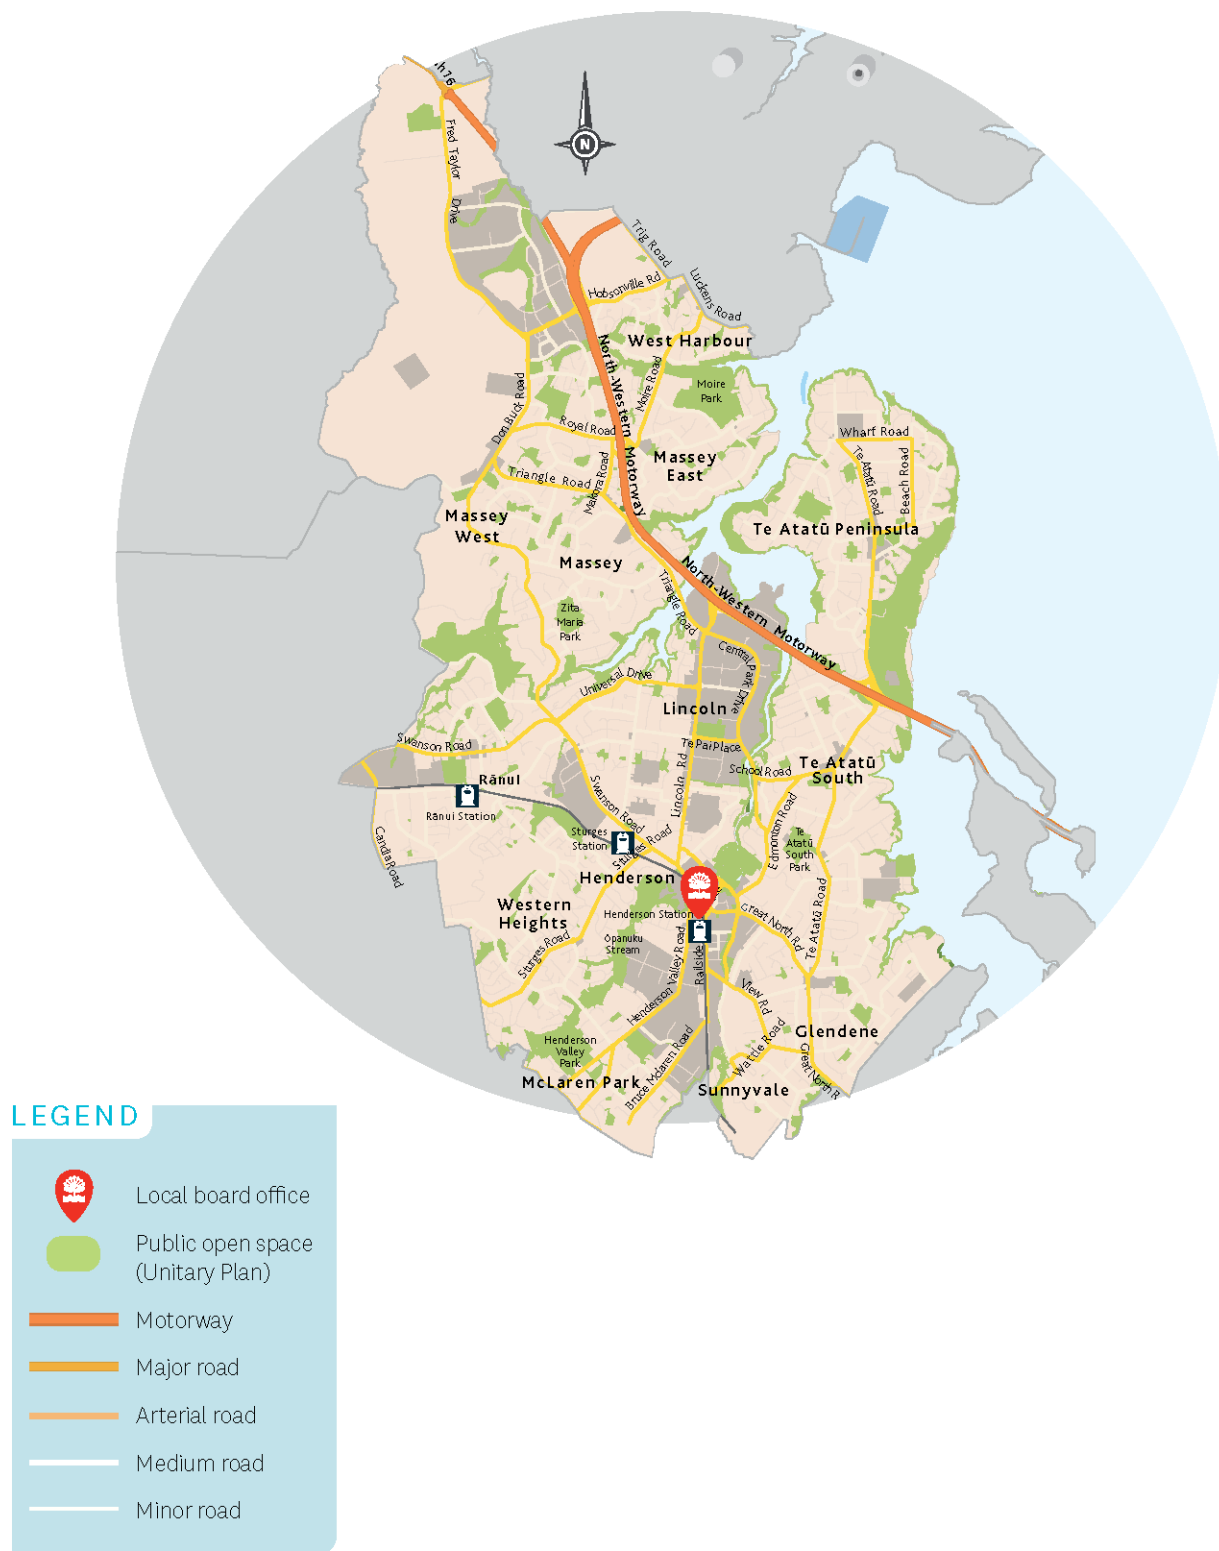 h16
Fred Taylor
Drive
N
Trig Road
Luckens Road
Hobsonville Rd
West Harbour
North-Western Motorway
Moire Road
Moire
Park
Don Buck Road
Royal Road
Wharf Road
Te Atatū Road
Beach Road
Massey
East
Triangle Road
Makora Road
Massey
West
Te Atatū Peninsula
Massey
North-Western Motorway
Triangle Road
Zita
Maria
Park
Central Park Drive
Universal Drive
Lincoln
Swanson Road
Te Pai Place
Te Atatū
South
School Road
Rānui
Lincoln Rd
Swanson Road
Rānui Station
Edmonton Road
Sturges
Station
Sturges Road
Te
Atatū
South
Park
Candia Road
Henderson
Western
Heights
Henderson Station
Great North Rd
Te Atatū Road
Ōpanuku
Stream
Sturges Road
Henderson Valley Road
Railside
View Rd
Henderson
Valley
Park
Bruce Mclaren Road
Wattle Road
Glendene
Great North R
McLaren Park
Sunnyvale
LEGEND
Local board office
Public open space
(Unitary Plan)
Motorway
Major road
Arterial road
Medium road
Minor road